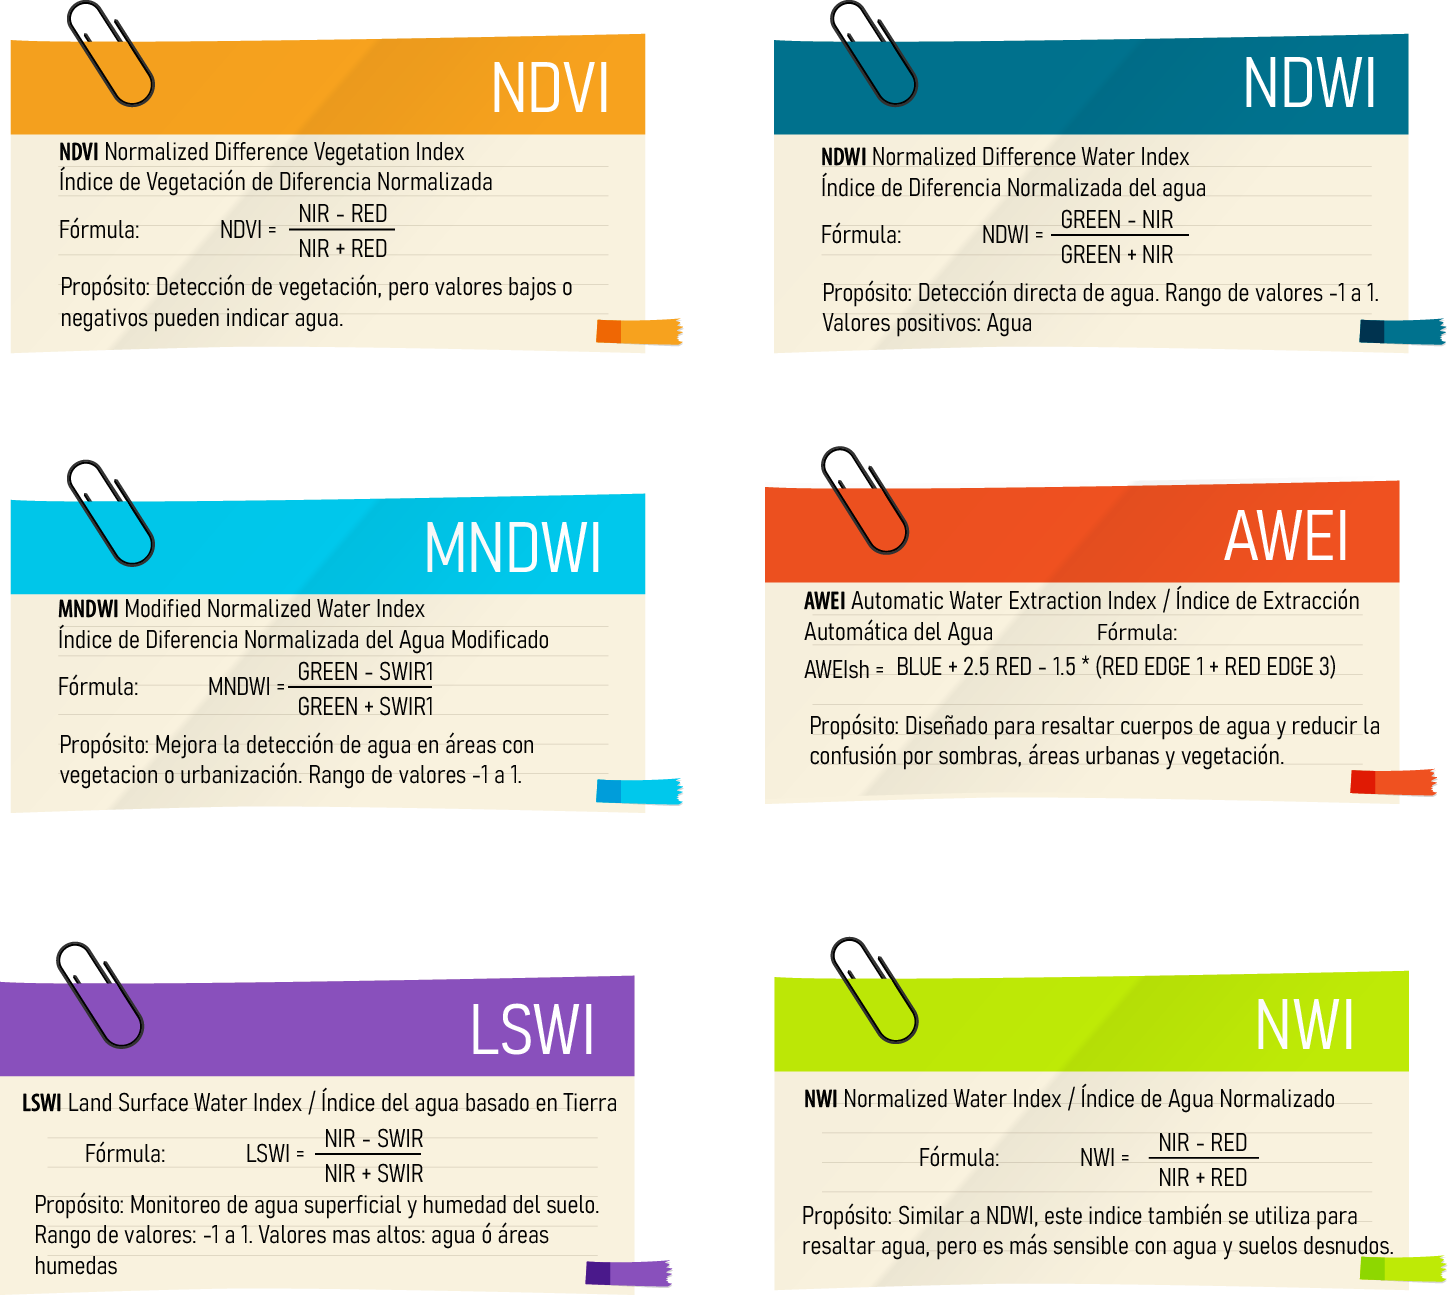 NDVI
NDVI Normalized Difference Vegetation Index
Índice de Vegetación de Diferencia Normalizada
Fórmula: NDVI = NIR - RED
NIR + RED
Propósito: Detección de vegetación, pero valores bajos o
negativos pueden indicar agua.
NDWI
NDWI Normalized Difference Water Index
Índice de Diferencia Normalizada del agua
Fórmula: NDWI = GREEN - NIR
GREEN + NIR
Propósito: Detección directa de agua. Rango de valores -1 a 1.
Valores positivos: Agua
MNDWI
MNDWI Modified Normalized Water Index
Índice de Diferencia Normalizada del Agua Modificado
Fórmula: MNDWI = GREEN - SWIR1
GREEN + SWIR1
Propósito: Mejora la detección de agua en áreas con
vegetacion o urbanización. Rango de valores -1 a 1.
AWEI
AWEI Automatic Water Extraction Index / Índice de Extracción
Automática del Agua Fórmula:
AWEIsh = BLUE + 2.5 RED - 1.5 * (RED EDGE 1 + RED EDGE 3)
Propósito: Diseñado para resaltar cuerpos de agua y reducir la
confusión por sombras, áreas urbanas y vegetación.
LSWI
LSWI Land Surface Water Index / Índice del agua basado en Tierra
Fórmula: LSWI = NIR - SWIR
NIR + SWIR
Propósito: Monitoreo de agua superficial y humedad del suelo.
Rango de valores: -1 a 1. Valores mas altos: agua ó áreas
humedas
NWI
NWI Normalized Water Index / Índice de Agua Normalizado
Fórmula: NWI = NIR - RED
NIR + RED
Propósito: Similar a NDWI, este indice también se utiliza para
resaltar agua, pero es más sensible con agua y suelos desnudos.